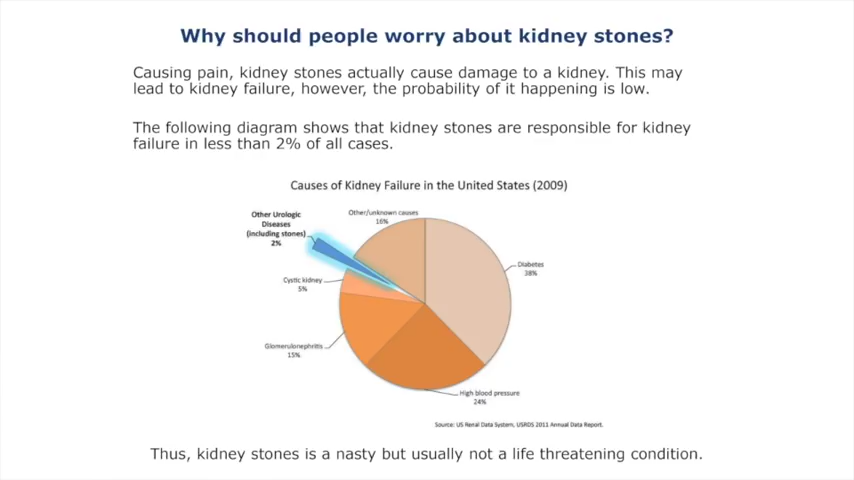 Why should people worry about kidney stones?
Causing pain, kidney stones actually cause damage to a kidney. This may
lead to kidney failure, however, the probability of it happening is low.
The following diagram shows that kidney stones are responsible for kidney
failure in less than 2% of all cases.
Causes of Kidney Failure in the United States (2009)
Other Urologic
Diseases
(including stones)
2%
Other/unknown causes
16%
Diabetes
38%
Cystic kidney
5%
Glomerulonephritis
15%
High blood pressure
24%
Source: US Renal Data System, USRDS 2011 Annual Data Report.
Thus, kidney stones is a nasty but usually not a life threatening condition.